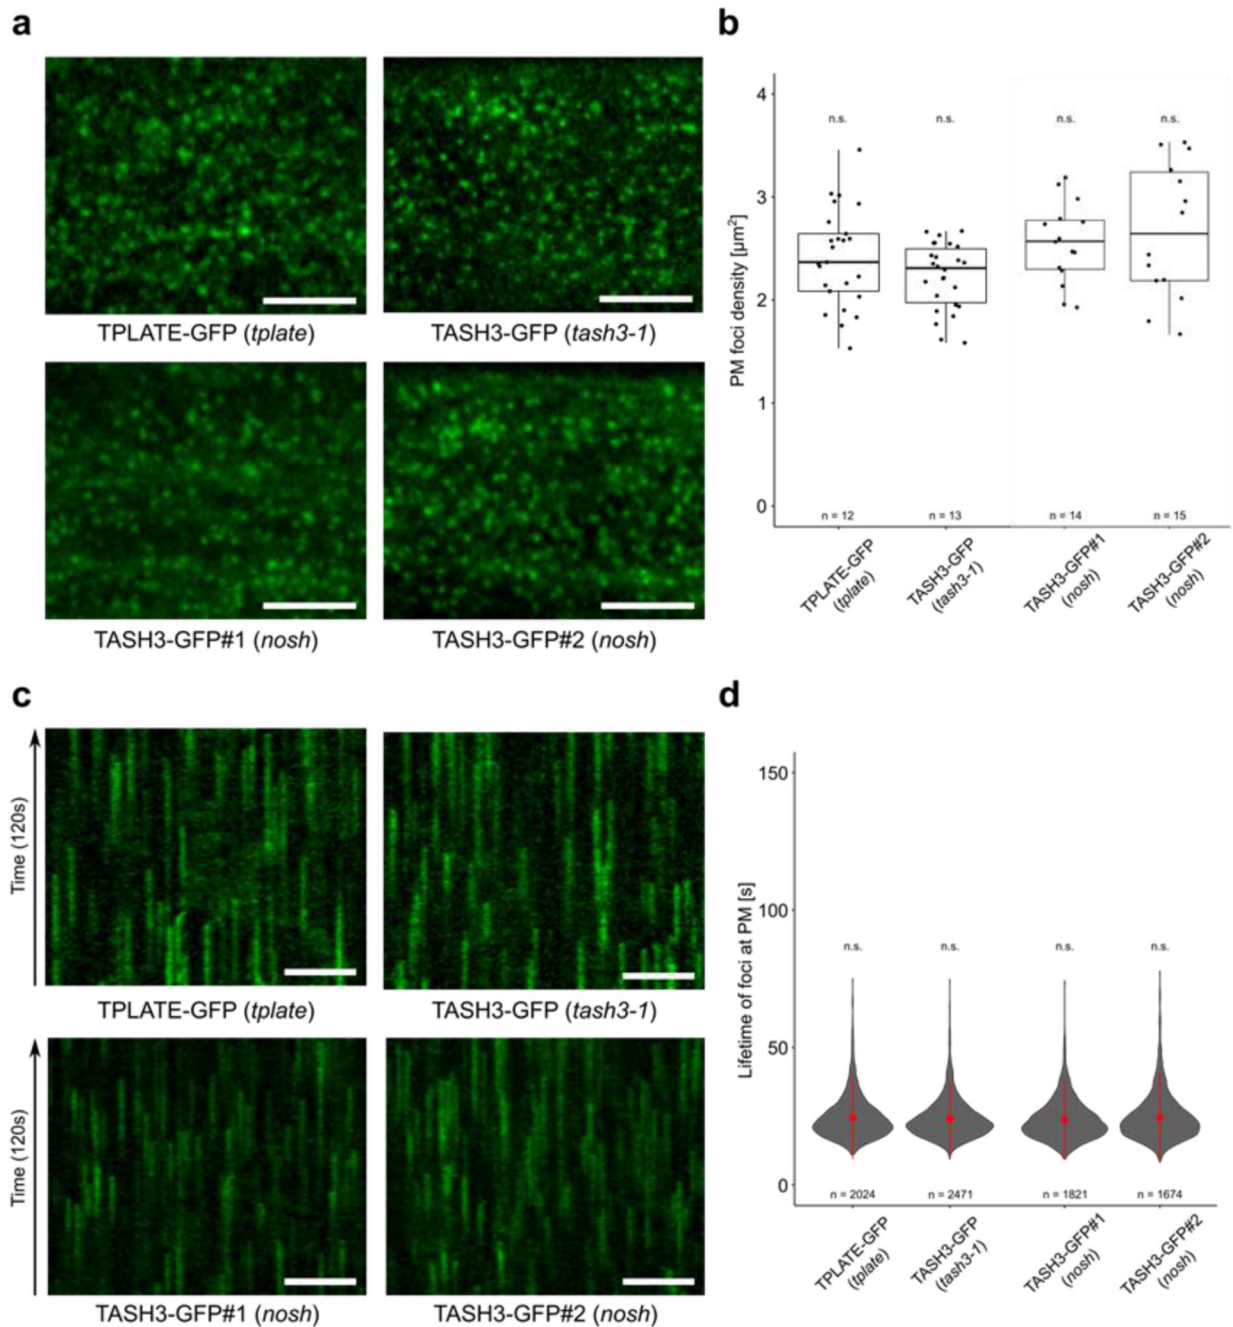 a
TPLATE-GFP (tplate)
TASH3-GFP (tash3-1)
TASH3-GFP#1 (nosh)
TASH3-GFP#2 (nosh)
b
PM foci density [µm²]
4
3
2
1
0
n.s.
n.s.
n.s.
n.s.
n = 12
n = 13
n = 14
n = 15
TPLATE-GFP
(tplate)
TASH3-GFP
(tash3-1)
TASH3-GFP#1
(nosh)
TASH3-GFP#2
(nosh)
c
Time (120s)
TPLATE-GFP (tplate)
TASH3-GFP (tash3-1)
Time (120s)
TASH3-GFP#1 (nosh)
TASH3-GFP#2 (nosh)
d
Lifetime of foci at PM [s]
150
100
50
0
n.s.
n.s.
n.s.
n.s.
n = 2024
n = 2471
n = 1821
n = 1674
TPLATE-GFP
(tplate)
TASH3-GFP
(tash3-1)
TASH3-GFP#1
(nosh)
TASH3-GFP#2
(nosh)